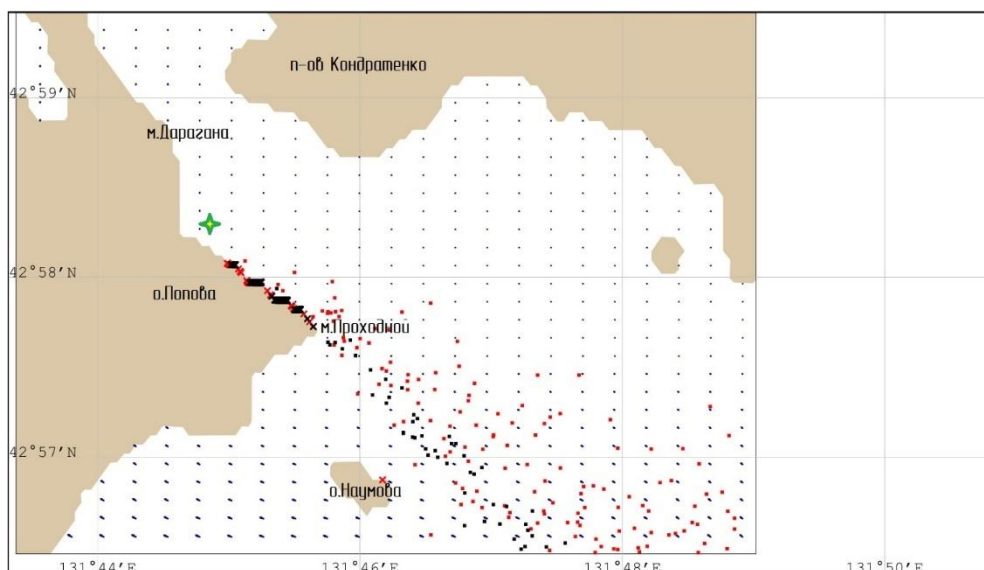 п-ов Кондратенко
42°59'N
м.Дарагана
42°58'N
о.Попова
м.Проходной
42°57'N
о.Наумова
131°44'E
131°46'E
131°48'E
131°50'E